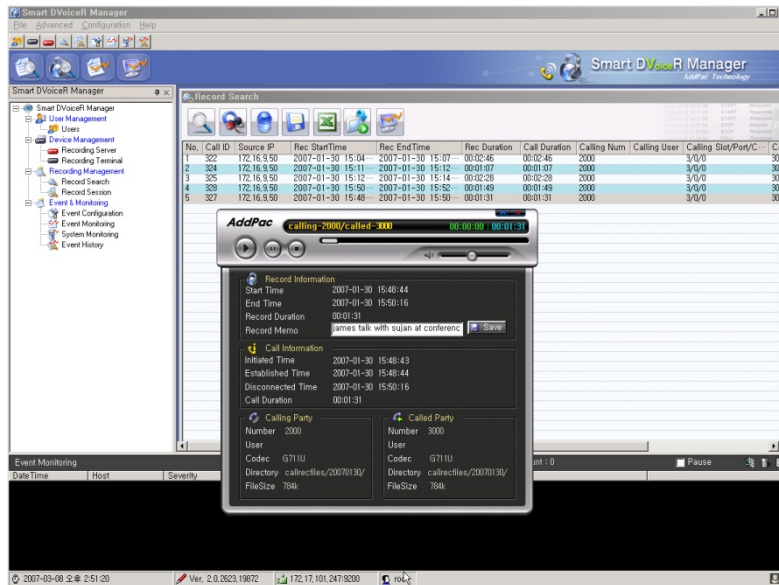 Smart DVoiceR Manager
File Advanced Configuration Help
Smart DVoiceR Manager
AddPac Technology
Smart DVoiceR Manager
Smart DVoiceR Manager
User Management
Users
Device Management
Recording Server
Recording Terminal
Recording Management
Record Search
Record Session
Event & Monitoring
Event Configuration
Event Monitoring
System Monitoring
Event History
Record Search
No. Call ID Source IP Rec StartTime Rec EndTime Rec Duration Call Duration Calling Num Calling User Calling Slot/Port/C...
1 322 172,16,9,50 2007-01-30 15:04... 2007-01-30 15:07... 00:02:46 00:02:46 2000 3/0/0 30
2 324 172,16,9,50 2007-01-30 15:11... 2007-01-30 15:12... 00:01:07 00:01:07 2000 3/0/0 30
3 325 172,16,9,50 2007-01-30 15:12... 2007-01-30 15:14... 00:02:28 00:02:28 2000 3/0/0 30
4 328 172,16,9,50 2007-01-30 15:50... 2007-01-30 15:52... 00:01:49 00:01:49 2000 3/0/0 30
5 327 172,16,9,50 2007-01-30 15:48... 2007-01-30 15:50... 00:01:31 00:01:31 2000 3/0/0 30
AddPac calling-2000/called-3000 00:00:00 00:01:31
Record Information
Start Time 2007-01-30 15:48:44
End Time 2007-01-30 15:50:16
Record Duration 00:01:31
Record Memo james talk with sujan at conferenc Save
Call Information
Initiated Time 2007-01-30 15:48:43
Established Time 2007-01-30 15:48:44
Disconnected Time 2007-01-30 15:50:16
Call Duration 00:01:31
Calling Party
Number 2000
User
Codec G711U
Directory callrecfiles/20070130/
FileSize 784k
Called Party
Number 3000
User
Codec G711U
Directory callrecfiles/20070130/
FileSize 784k
Event Monitoring
unt : 0 Pause
DateTime Host Severity
2007-03-08 오후 2:51:20 Ver, 2,0,2623,19872 172,17,101,247:9200